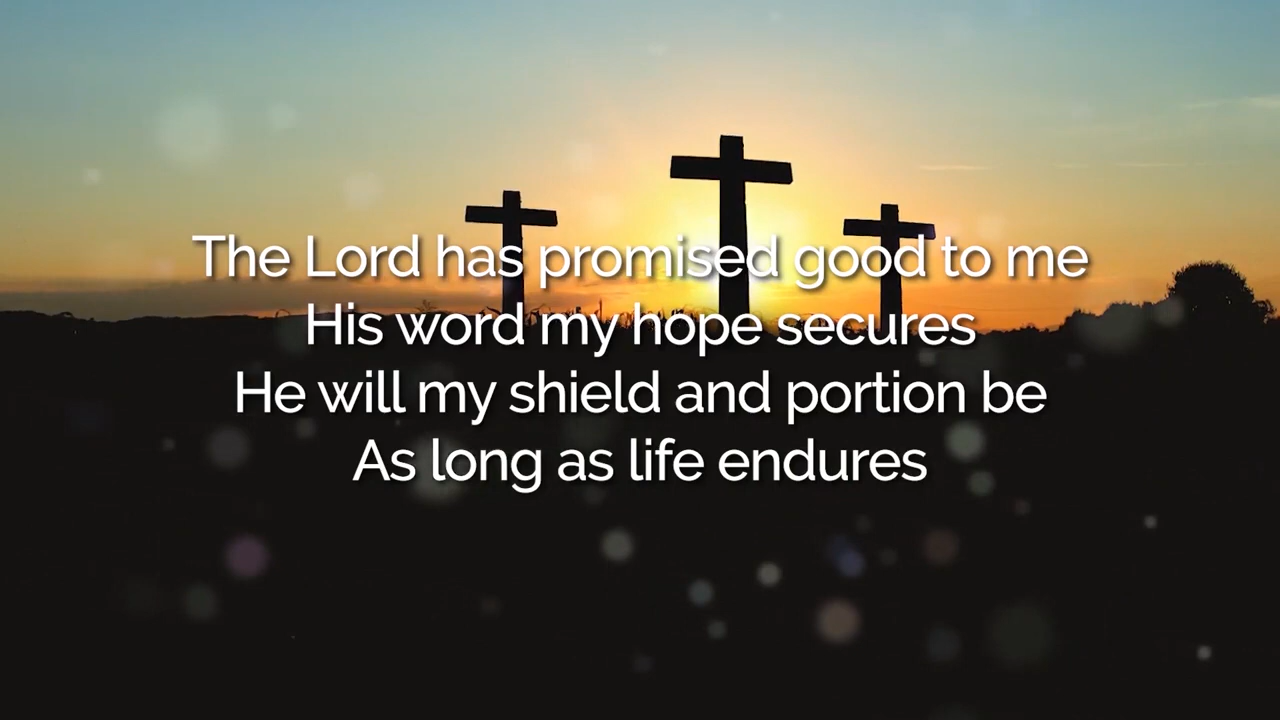 The Lord has promised good to me
His word my hope secures
He will my shield and portion be
As long as life endures